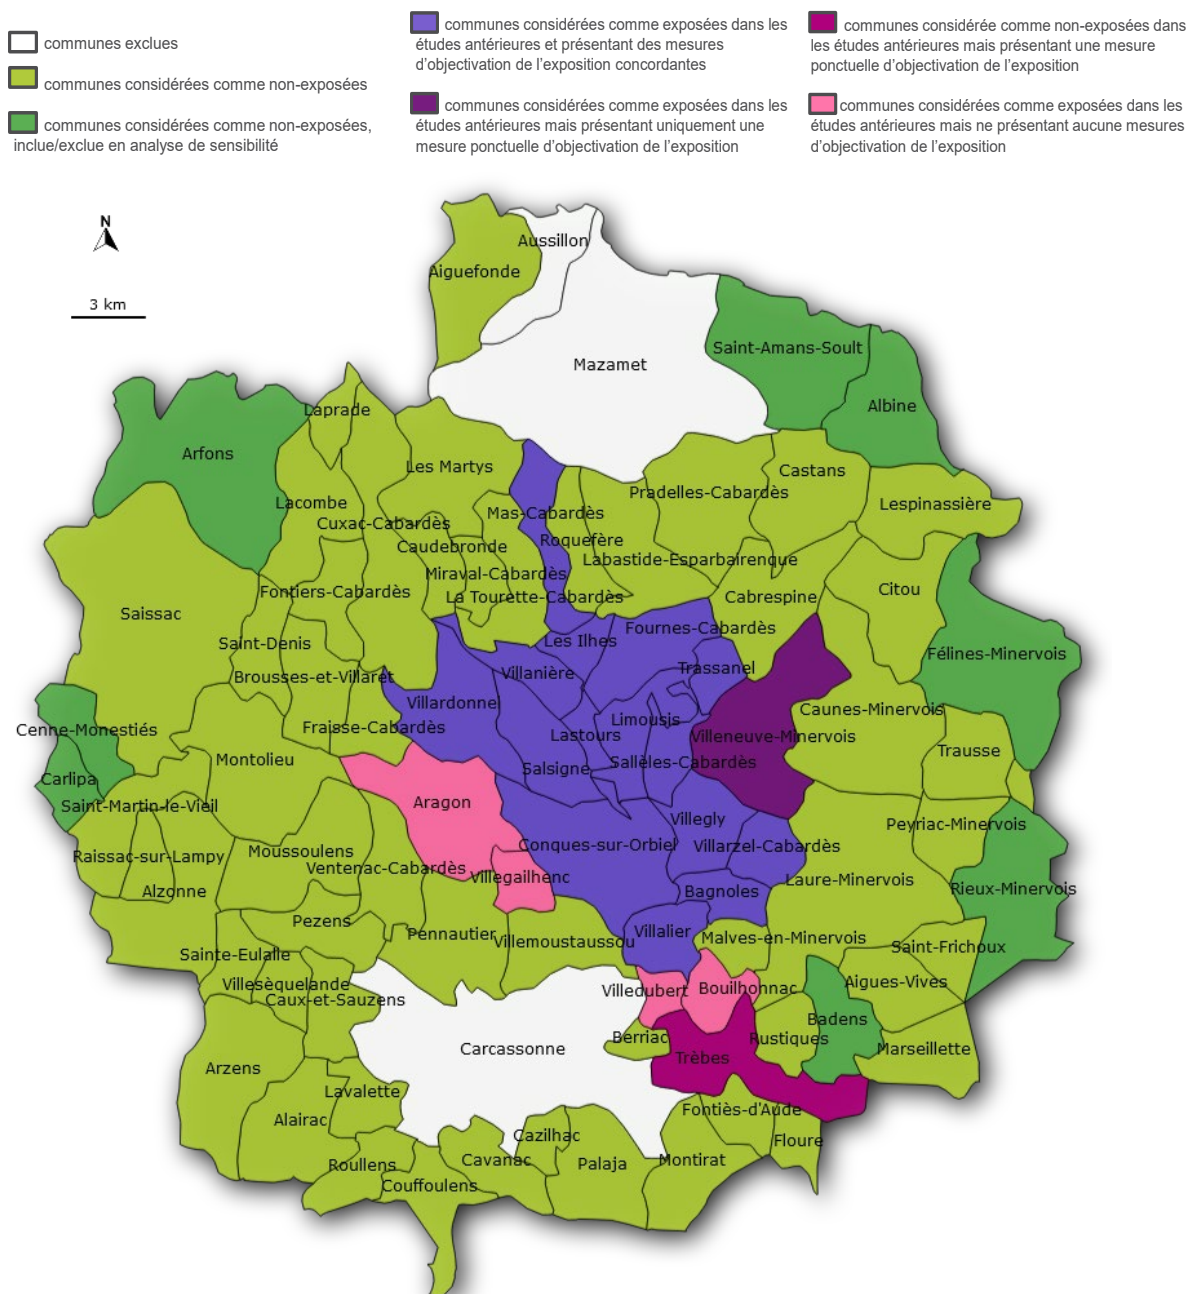 communes exclues
communes considérées comme non-exposées
communes considérées comme non-exposées,
inclue/exclue en analyse de sensibilité
communes considérées comme exposées dans les
études antérieures et présentant des mesures
d'objectivation de l'exposition concordantes
communes considérées comme exposées dans les
études antérieures mais présentant uniquement une
mesure ponctuelle d'objectivation de l'exposition
communes considérée comme non-exposées dans
les études antérieures mais présentant une mesure
ponctuelle d'objectivation de l'exposition
communes considérées comme exposées dans les
études antérieures mais ne présentant aucune mesures
d'objectivation de l'exposition
N
3 km
Aussillon
Aiguefonde
Mazamet
Saint-Amans-Soult
Albine
Laprade
Arfons
Les Martys
Castans
Pradelles-Cabardès
Lacombe
Lespinassière
Mas-Cabardès
Cuxac-Cabardès
Roquefère
Caudebronde
Labastide-Esparbairenque
Miraval-Cabardès
Fontiers-Cabardès
Citou
La Tourette-Cabardès
Cabrespine
Saissac
Fournes-Cabardès
Saint-Denis
Les Ilhes
Félines-Minervois
Trassanel
Brousses-et-Villaret
Villanière
Villardonnel
Caunes-Minervois
Limousis
Fraisse-Cabardès
Cenne-Monestiés
Lastours
Villeneuve-Minervois
Trausse
Montolieu
Sallèles-Cabardès
Salsigne
Carlipa
Aragon
Saint-Martin-le-Vieil
Villegly
Peyriac-Minervois
Conques-sur-Orbiel
Villarzel-Cabardès
Moussoulens
Raissac-sur-Lampy
Ventenac-Cabardès
Villegailhenc
Laure-Minervois
Rieux-Minervois
Alzonne
Bagnoles
Pezens
Pennautier
Villemoustaussou
Villalier
Malves-en-Minervois
Saint-Frichoux
Sainte-Eulalie
Villesèquelande
Aigues-Vives
Villedubert
Bouilhonnac
Caux-et-Sauzens
Badens
Berriac
Rustiques
Carcassonne
Marseillette
Trèbes
Arzens
Lavalette
Fontiès-d'Aude
Alairac
Cazilhac
Floure
Cavanac
Montirat
Palaja
Roullens
Couffoulens